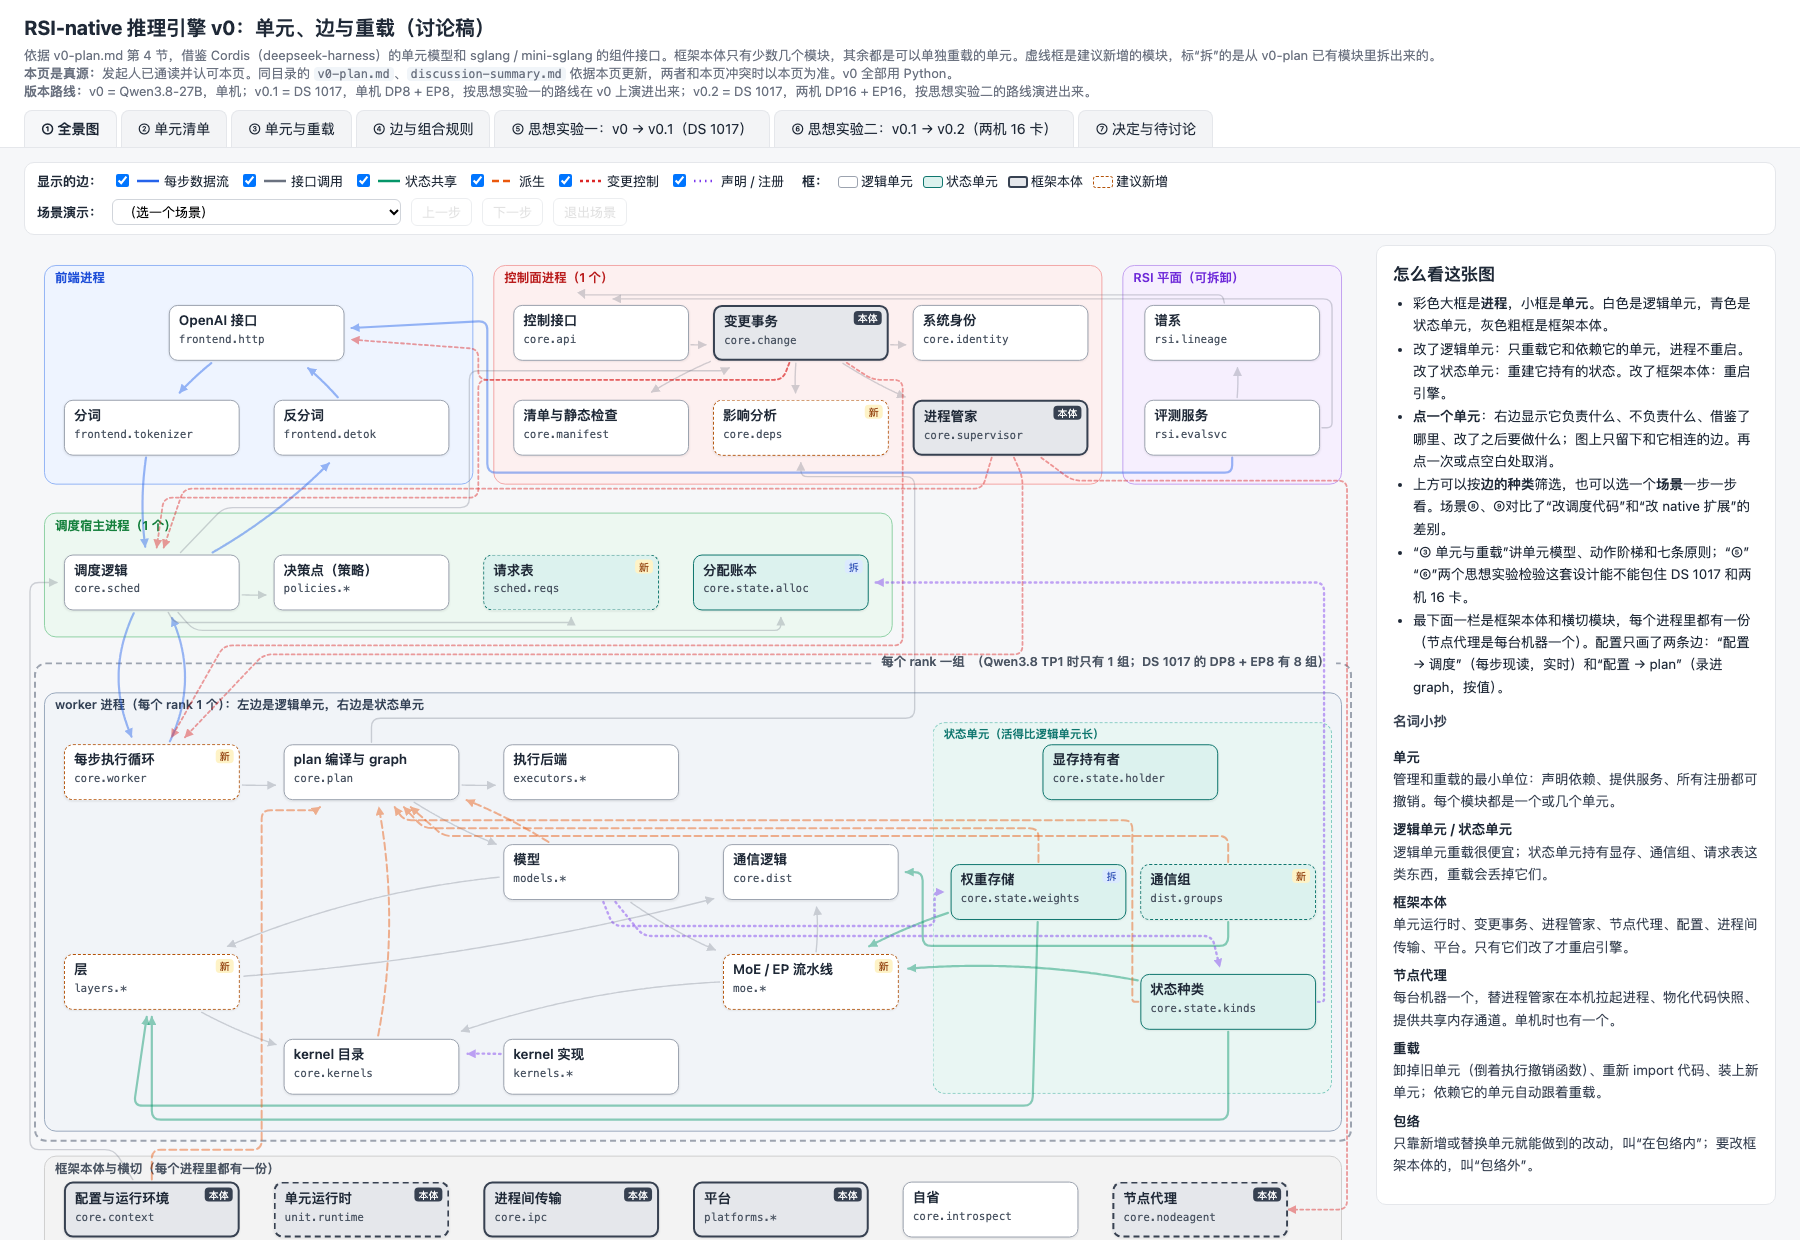 RSI-native 推理引擎 v0：单元、边与重载（讨论稿）
依据 v0-plan.md 第 4 节，借鉴 Cordis（deepseek-harness）的单元模型和 sglang / mini-sglang 的组件接口。框架本体只有少数几个模块，其余都是可以单独重载的单元。虚线框是建议新增的模块，标“拆”的是从 v0-plan 已有模块里拆出来的。
本页是真源：发起人已通读并认可本页。同目录的 v0-plan.md、discussion-summary.md 依据本页更新，两者和本页冲突时以本页为准。v0 全部用 Python。
版本路线：v0 = Qwen3.8-27B，单机；v0.1 = DS 1017，单机 DP8 + EP8，按思想实验一的路线在 v0 上演进出来；v0.2 = DS 1017，两机 DP16 + EP16，按思想实验二的路线演进出来。
① 全景图
② 单元清单
③ 单元与重载
④ 边与组合规则
⑤ 思想实验一：v0 → v0.1（DS 1017）
⑥ 思想实验二：v0.1 → v0.2（两机 16 卡）
⑦ 决定与待讨论
显示的边： 每步数据流 接口调用 状态共享 派生 变更控制 声明 / 注册 框： 逻辑单元 状态单元 框架本体 建议新增
场景演示： （选一个场景） 上一步 下一步 退出场景
前端进程
OpenAI 接口
frontend.http
分词
frontend.tokenizer
反分词
frontend.detok
控制面进程（1 个）
控制接口
core.api
变更事务 本体
core.change
系统身份
core.identity
清单与静态检查
core.manifest
影响分析 新
core.deps
进程管家 本体
core.supervisor
RSI 平面（可拆卸）
谱系
rsi.lineage
评测服务
rsi.evalsvc
调度宿主进程（1 个）
调度逻辑
core.sched
决策点（策略）
policies.*
请求表 新
sched.reqs
分配账本 拆
core.state.alloc
每个 rank 一组 （Qwen3.8 TP1 时只有 1 组；DS 1017 的 DP8 + EP8 有 8 组）
worker 进程（每个 rank 1 个）：左边是逻辑单元，右边是状态单元
每步执行循环 新
core.worker
plan 编译与 graph
core.plan
执行后端
executors.*
状态单元（活得比逻辑单元长）
显存持有者
core.state.holder
模型
models.*
通信逻辑
core.dist
权重存储 拆
core.state.weights
通信组 新
dist.groups
层 新
layers.*
MoE / EP 流水线 新
moe.*
状态种类
core.state.kinds
kernel 目录
core.kernels
kernel 实现
kernels.*
框架本体与横切（每个进程里都有一份）
配置与运行环境 本体
core.context
单元运行时 本体
unit.runtime
进程间传输 本体
core.ipc
平台 本体
platforms.*
自省
core.introspect
节点代理 本体
core.nodeagent
怎么看这张图
• 彩色大框是进程，小框是单元。白色是逻辑单元，青色是
状态单元，灰色粗框是框架本体。
• 改了逻辑单元：只重载它和依赖它的单元，进程不重启。
改了状态单元：重建它持有的状态。改了框架本体：重启
引擎。
• 点一个单元：右边显示它负责什么、不负责什么、借鉴了
哪里、改了之后要做什么；图上只留下和它相连的边。再
点一次或点空白处取消。
• 上方可以按边的种类筛选，也可以选一个场景一步一步
看。场景⑧、⑨对比了“改调度代码”和“改 native 扩展”的
差别。
• “③ 单元与重载”讲单元模型、动作阶梯和七条原则；“⑤”
“⑥”两个思想实验检验这套设计能不能包住 DS 1017 和两
机 16 卡。
• 最下面一栏是框架本体和横切模块，每个进程里都有一份
（节点代理是每台机器一个）。配置只画了两条边：“配置
→ 调度”（每步现读，实时）和“配置 → plan”（录进
graph，按值）。
名词小抄
单元
管理和重载的最小单位：声明依赖、提供服务、所有注册都可
撤销。每个模块都是一个或几个单元。
逻辑单元 / 状态单元
逻辑单元重载很便宜；状态单元持有显存、通信组、请求表这
类东西，重载会丢掉它们。
框架本体
单元运行时、变更事务、进程管家、节点代理、配置、进程间
传输、平台。只有它们改了才重启引擎。
节点代理
每台机器一个，替进程管家在本机拉起进程、物化代码快照、
提供共享内存通道。单机时也有一个。
重载
卸掉旧单元（倒着执行撤销函数）、重新 import 代码、装上新
单元；依赖它的单元自动跟着重载。
包络
只靠新增或替换单元就能做到的改动，叫“在包络内”；要改框
架本体的，叫“包络外”。